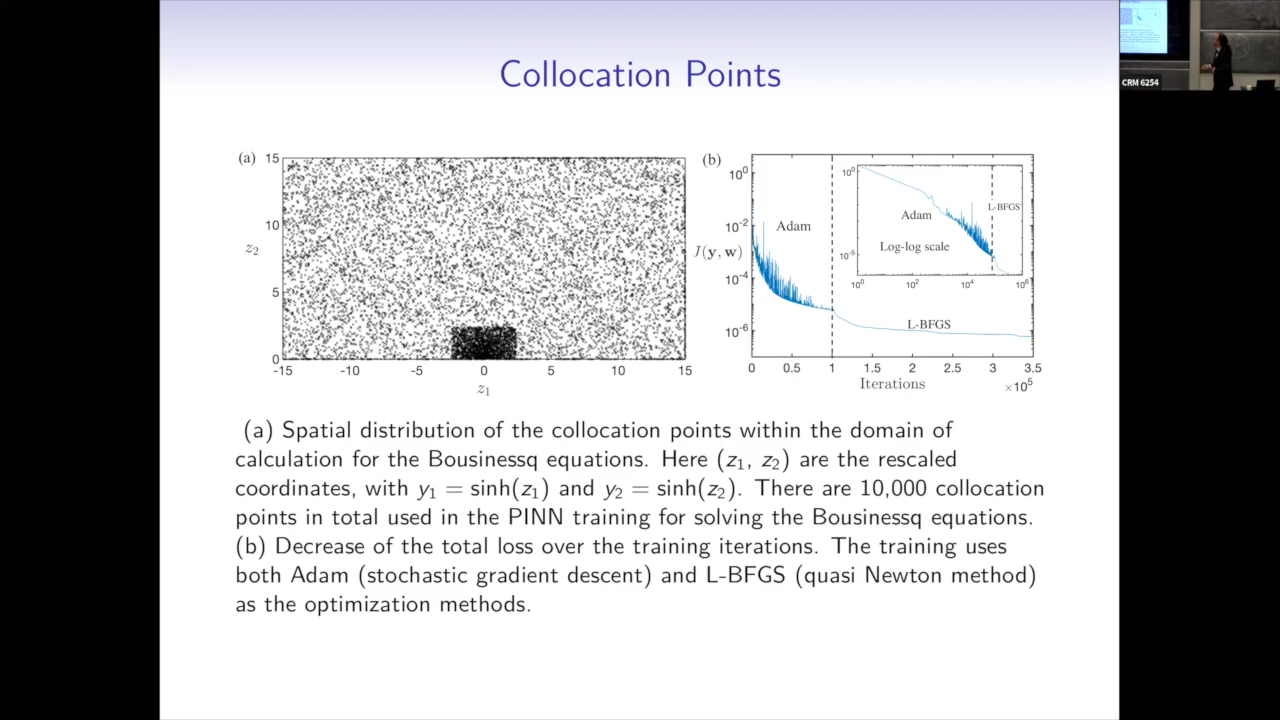 Collocation Points
(a)
15
10
z₂
5
0
-15 -10 -5 0 5 10 15
z₁
(b)
10⁰
10⁻²
J(y, w)
10⁻⁴
10⁻⁶
Adam
L-BFGS
0 0.5 1 1.5 2 2.5 3 3.5
Iterations
×10⁵
10⁰
10⁻⁵
Adam
L-BFGS
Log-log scale
10⁰ 10² 10⁴ 10⁶
(a) Spatial distribution of the collocation points within the domain of
calculation for the Bousinessq equations. Here (z₁, z₂) are the rescaled
coordinates, with y₁ = sinh(z₁) and y₂ = sinh(z₂). There are 10,000 collocation
points in total used in the PINN training for solving the Bousinessq equations.
(b) Decrease of the total loss over the training iterations. The training uses
both Adam (stochastic gradient descent) and L-BFGS (quasi Newton method)
as the optimization methods.
CRM 6254